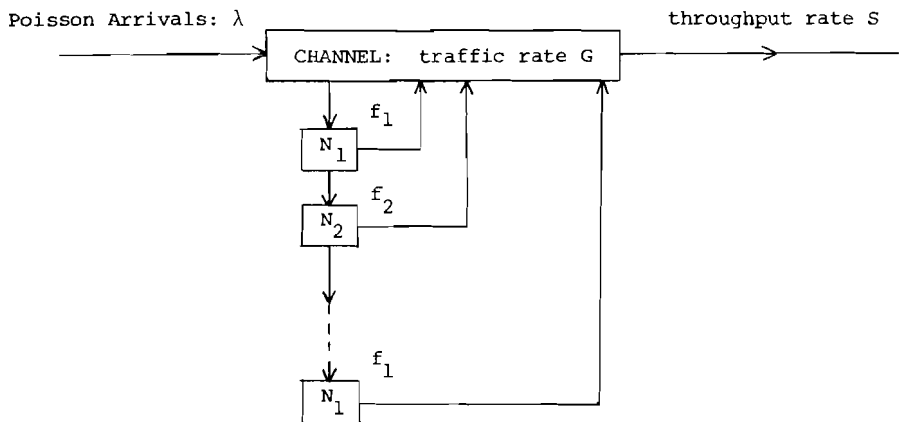 Poisson Arrivals: λ
throughput rate S
CHANNEL: traffic rate G
f1
N1
f2
N2
f1
N1